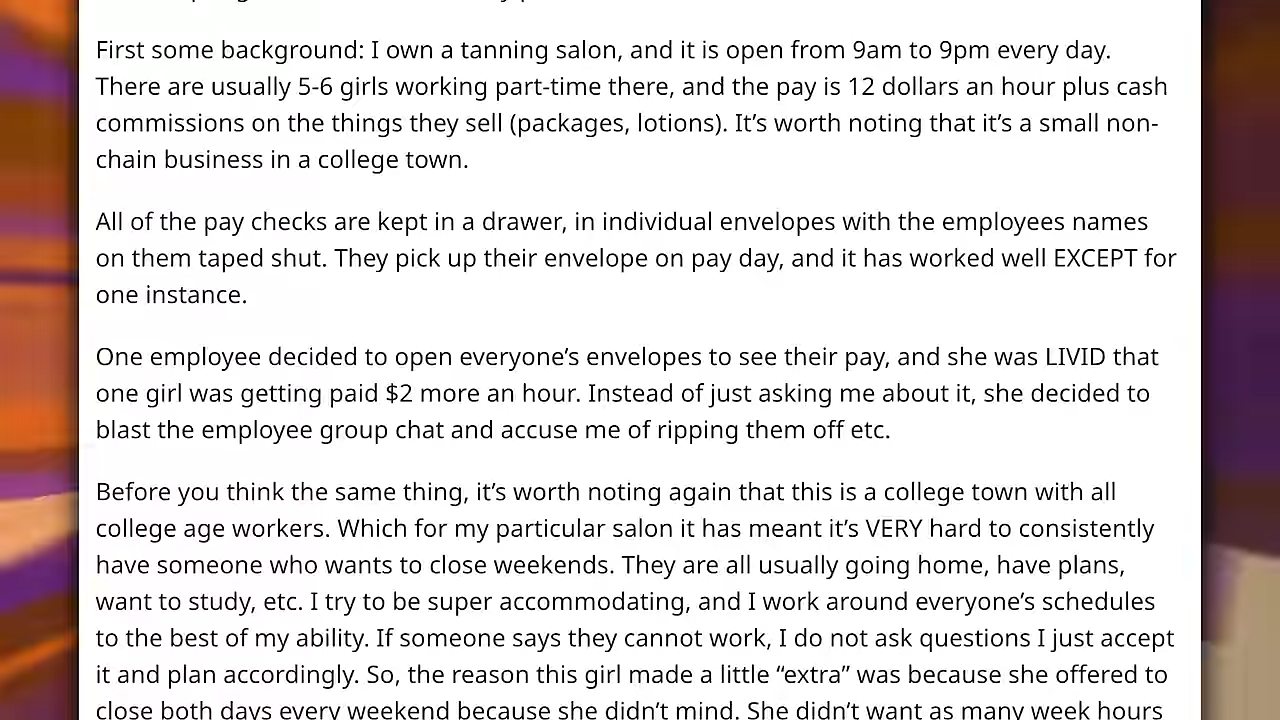 First some background: I own a tanning salon, and it is open from 9am to 9pm every day.
There are usually 5-6 girls working part-time there, and the pay is 12 dollars an hour plus cash
commissions on the things they sell (packages, lotions). It’s worth noting that it’s a small non-
chain business in a college town.
All of the pay checks are kept in a drawer, in individual envelopes with the employees names
on them taped shut. They pick up their envelope on pay day, and it has worked well EXCEPT for
one instance.
One employee decided to open everyone’s envelopes to see their pay, and she was LIVID that
one girl was getting paid $2 more an hour. Instead of just asking me about it, she decided to
blast the employee group chat and accuse me of ripping them off etc.
Before you think the same thing, it’s worth noting again that this is a college town with all
college age workers. Which for my particular salon it has meant it’s VERY hard to consistently
have someone who wants to close weekends. They are all usually going home, have plans,
want to study, etc. I try to be super accommodating, and I work around everyone’s schedules
to the best of my ability. If someone says they cannot work, I do not ask questions I just accept
it and plan accordingly. So, the reason this girl made a little “extra” was because she offered to
close both days every weekend because she didn’t mind. She didn’t want as many week hours